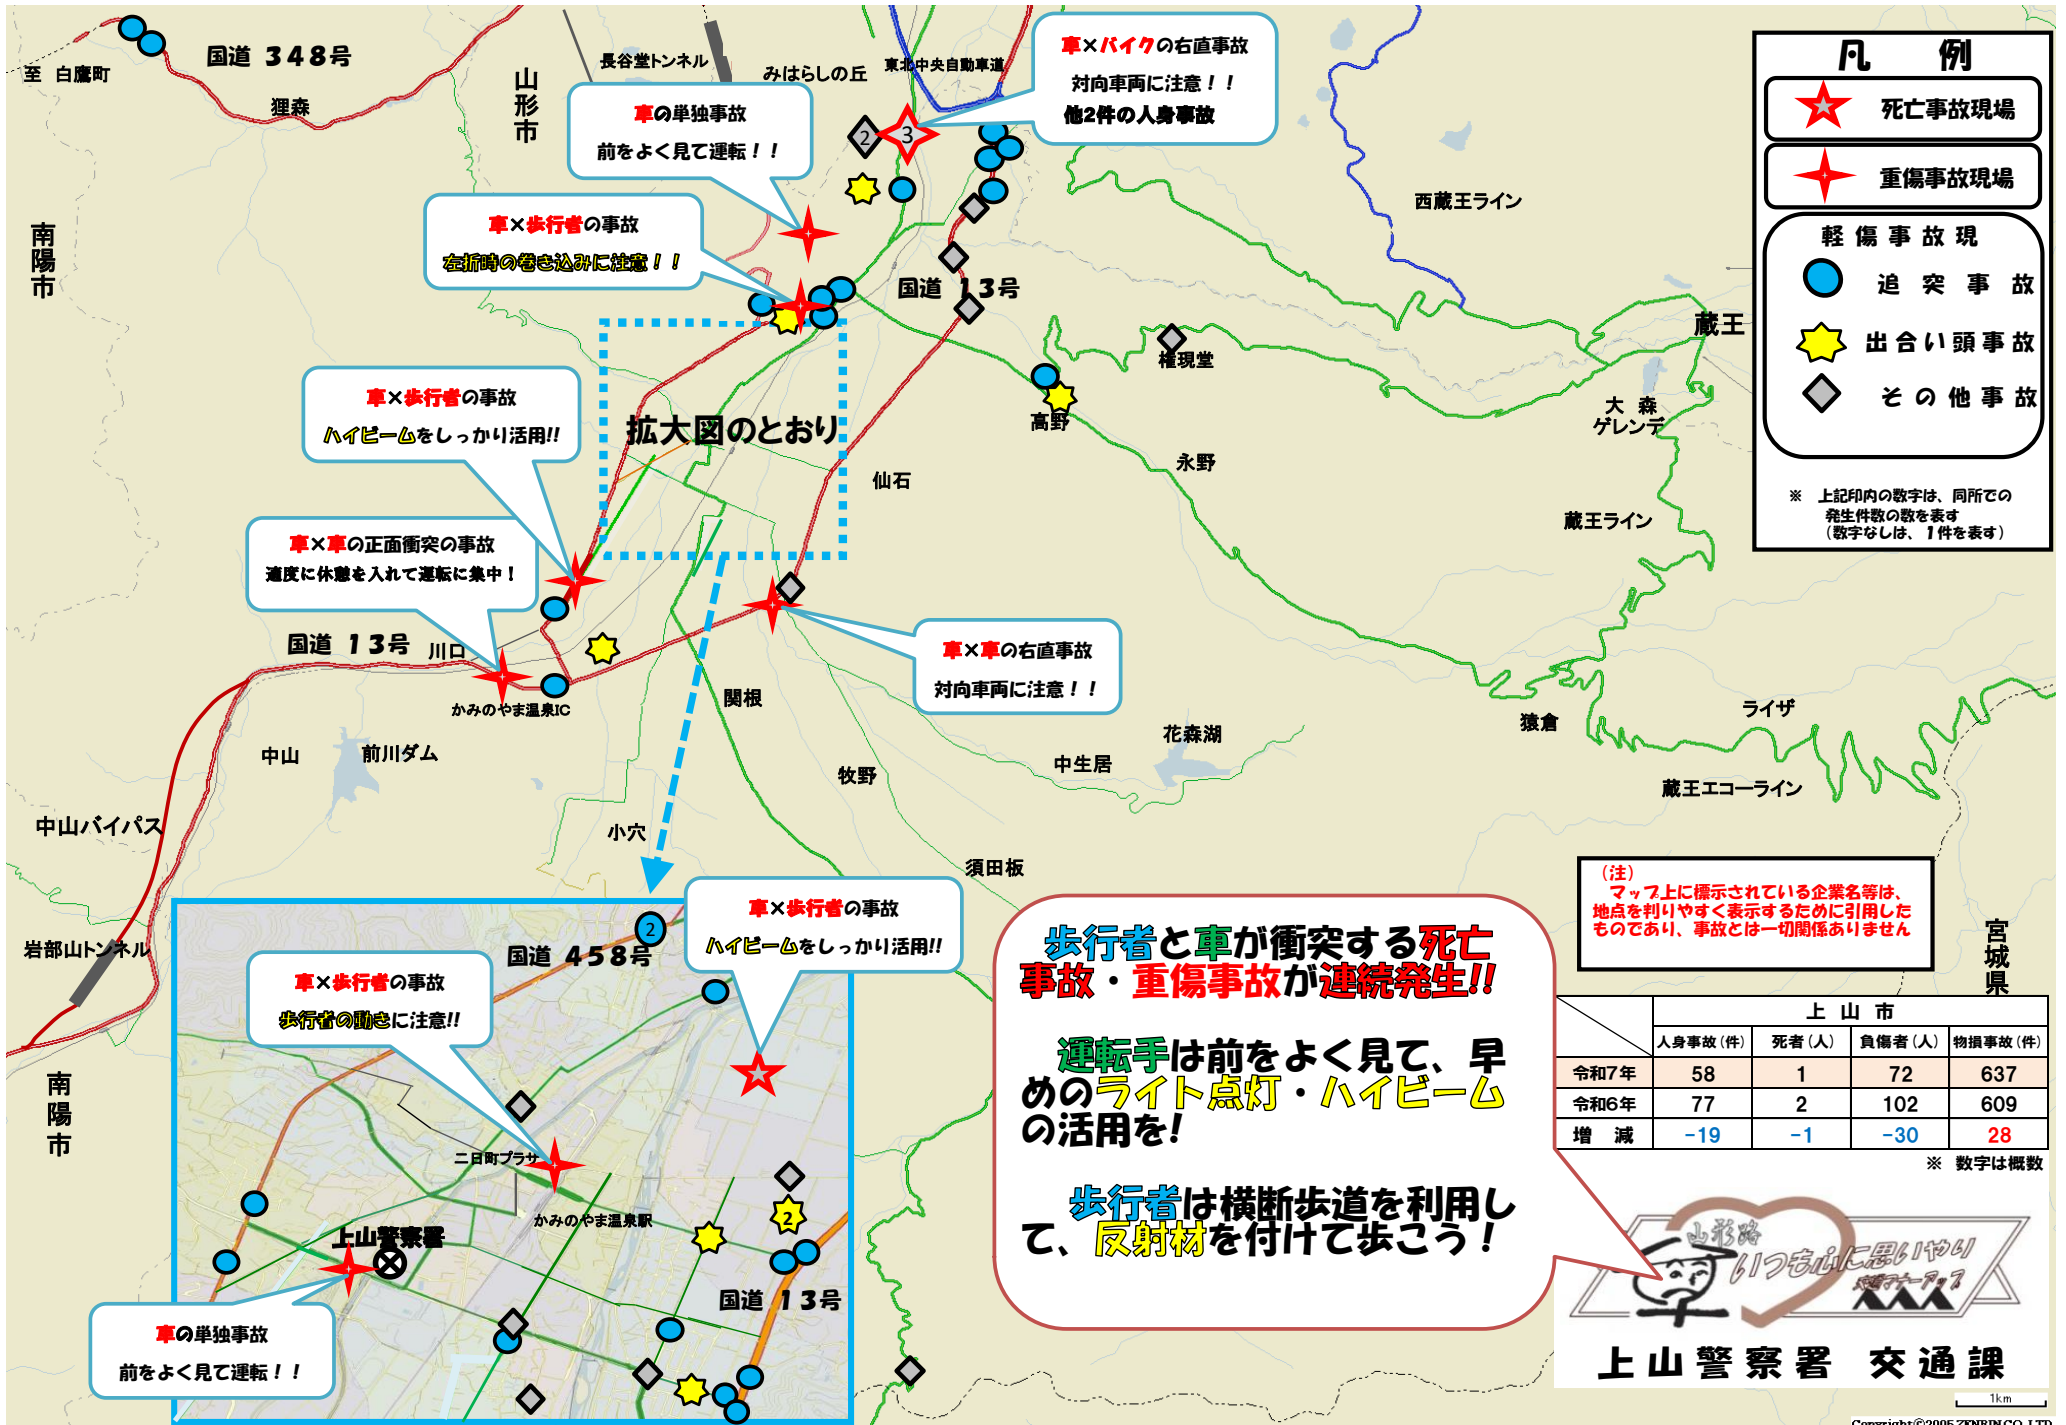 国道 348号
至 白鷹町
狸森
山形市
長谷堂トンネル
みはらしの丘
東北中央自動車道
車×バイクの右直事故
対向車両に注意！！
他2件の人身事故
車の単独事故
前をよく見て運転！！
2
3
車×歩行者の事故
左折時の巻き込みに注意！！
南陽市
国道 13号
西蔵王ライン
蔵王
権現堂
大森
ゲレンデ
高野
永野
蔵王ライン
仙石
拡大図のとおり
車×歩行者の事故
ハイビームをしっかり活用!!
車×車の正面衝突の事故
適度に休憩を入れて運転に集中！
国道 13号
川口
かみのやま温泉IC
車×車の右直事故
対向車両に注意！！
関根
中山
前川ダム
牧野
中生居
花森湖
猿倉
ライザ
蔵王エコーライン
中山バイパス
小穴
須田板
岩部山トンネル
南陽市
宮城県
凡 例
死亡事故現場
重傷事故現場
軽傷事故現
追突事故
出合い頭事故
その他事故
※ 上記印内の数字は、同所での
発生件数の数を表す
（数字なしは、1件を表す）
国道 458号
2
車×歩行者の事故
ハイビームをしっかり活用!!
車×歩行者の事故
歩行者の動きに注意!!
二日町プラザ
かみのやま温泉駅
上山警察署
2
国道 13号
車の単独事故
前をよく見て運転！！
歩行者と車が衝突する死亡
事故・重傷事故が連続発生!!
運転手は前をよく見て、早
めのライト点灯・ハイビーム
の活用を!
歩行者は横断歩道を利用し
て、反射材を付けて歩こう！
（注）
マップ上に標示されている企業名等は、
地点を判りやすく表示するために引用した
ものであり、事故とは一切関係ありません
上山市
人身事故(件) 死者(人) 負傷者(人) 物損事故(件)
令和7年 58 1 72 637
令和6年 77 2 102 609
増 減 -19 -1 -30 28
※ 数字は概数
山形路
いつも心に思いやり
交通マナーアップ
上山警察署 交通課
1km
Copyright©2005 ZENRIN CO.,LTD